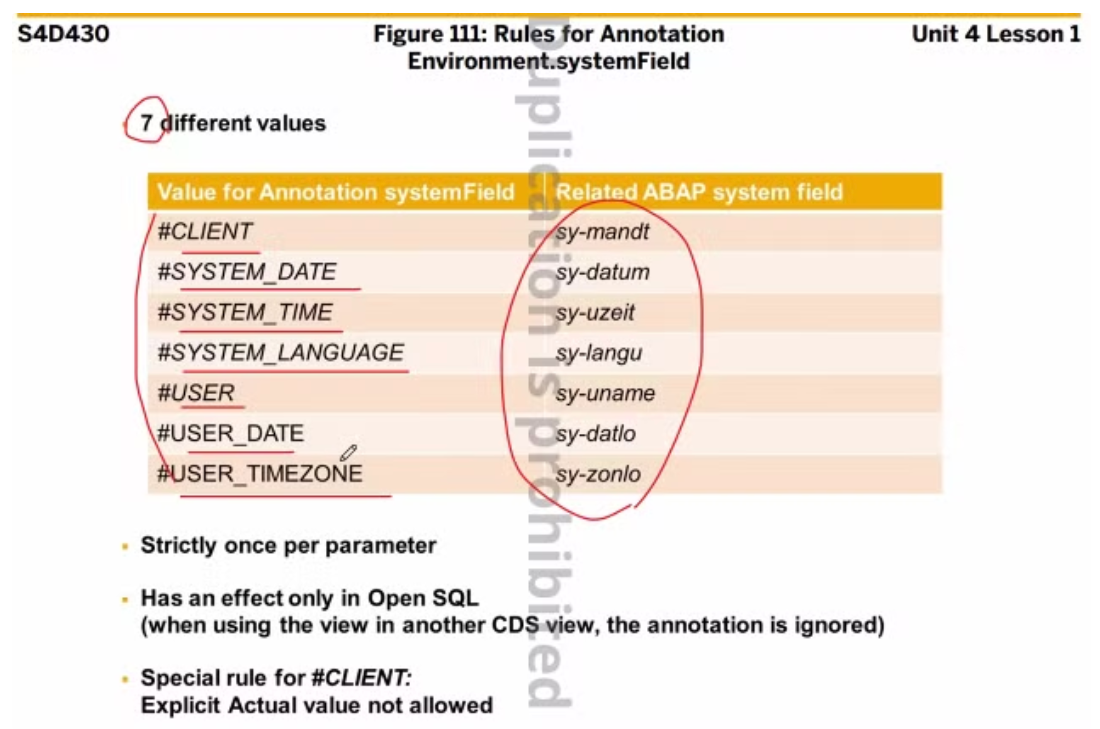 S4D430
Figure 111: Rules for Annotation
Environment.systemField
Unit 4 Lesson 1
7 different values
Value for Annotation systemField Related ABAP system field
#CLIENT sy-mandt
#SYSTEM_DATE sy-datum
#SYSTEM_TIME sy-uzeit
#SYSTEM_LANGUAGE sy-langu
#USER sy-uname
#USER_DATE sy-datlo
#USER_TIMEZONE sy-zonlo
Strictly once per parameter
Has an effect only in Open SQL
(when using the view in another CDS view, the annotation is ignored)
Special rule for #CLIENT:
Explicit Actual value not allowed
Duplication is prohibited